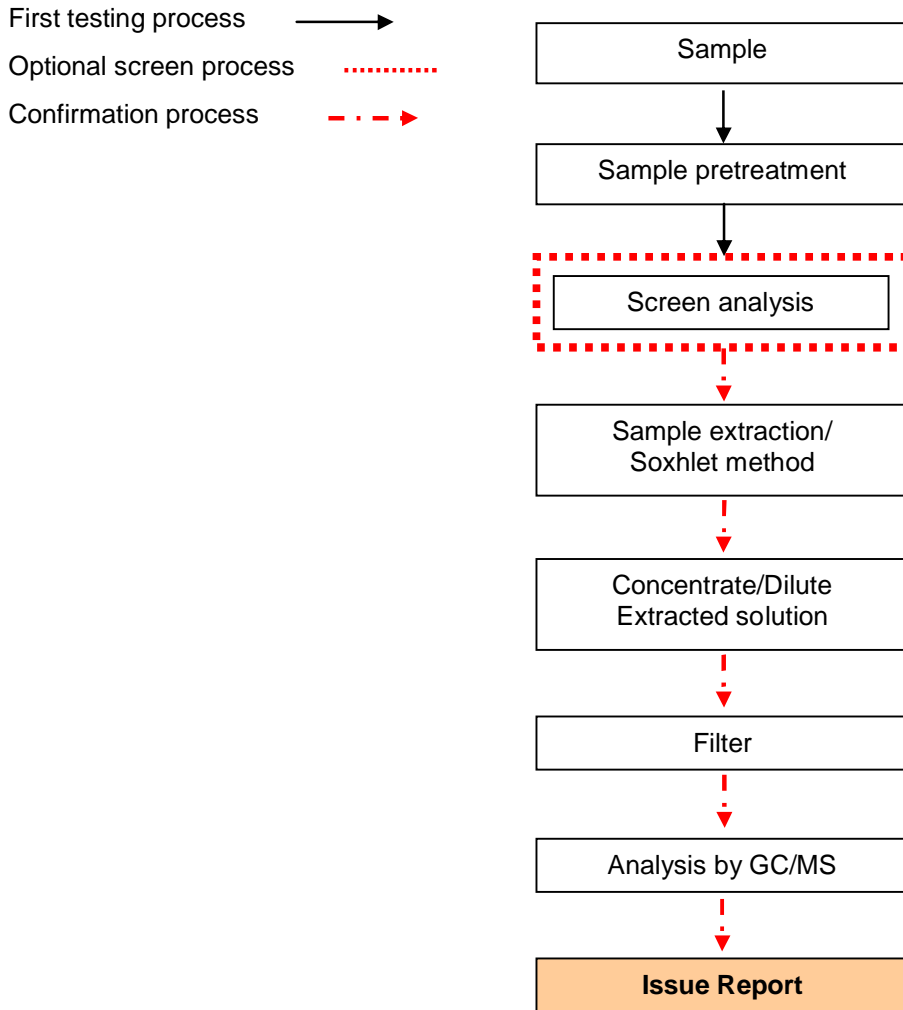 First testing process
Optional screen process
Confirmation process
Sample
Sample pretreatment
Screen analysis
Sample extraction/
Soxhlet method
Concentrate/Dilute
Extracted solution
Filter
Analysis by GC/MS
Issue Report